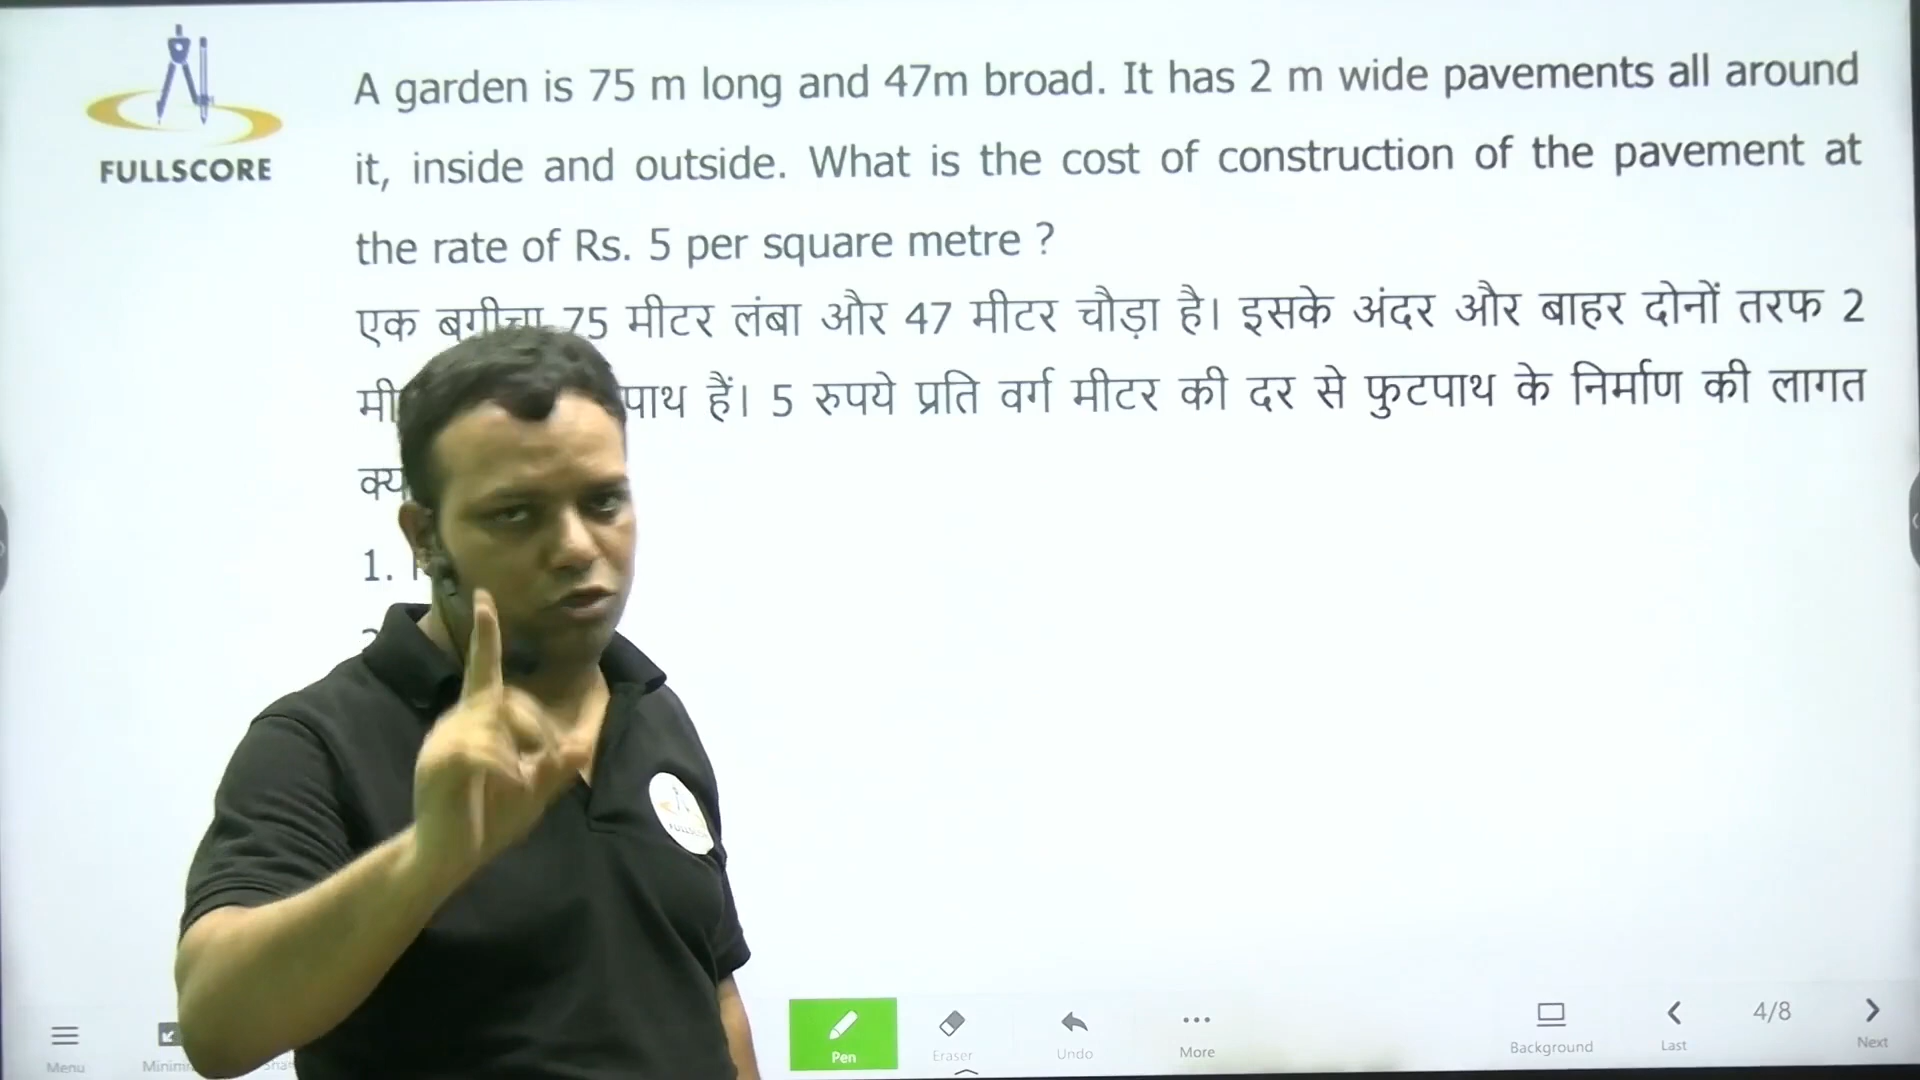 FULLSCORE
A garden is 75 m long and 47m broad. It has 2 m wide pavements all around
it, inside and outside. What is the cost of construction of the pavement at
the rate of Rs. 5 per square metre ?
एक बगीचा 75 मीटर लंबा और 47 मीटर चौड़ा है। इसके अंदर और बाहर दोनों तरफ 2
पाथ हैं। 5 रुपये प्रति वर्ग मीटर की दर से फुटपाथ के निर्माण की लागत
1.
Menu
Pen
Eraser
Undo
More
Background
Last
4/8
Next